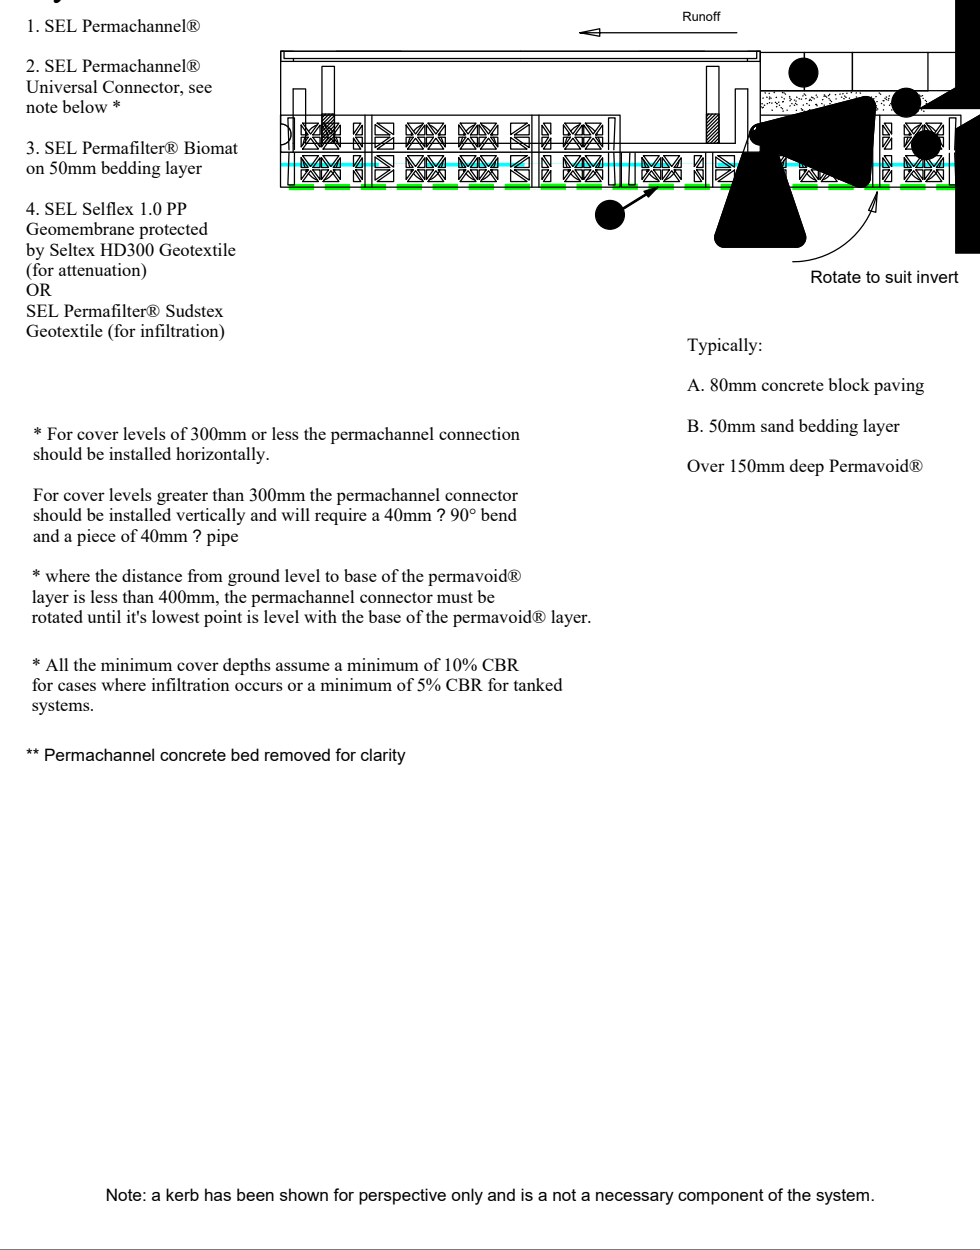 1. SEL Permachannel®
2. SEL Permachannel®
Universal Connector, see
note below *
3. SEL Permafilter® Biomat
on 50mm bedding layer
4. SEL Selflex 1.0 PP
Geomembrane protected
by Seltex HD300 Geotextile
(for attenuation)
OR
SEL Permafilter® Sudstex
Geotextile (for infiltration)
Runoff
Rotate to suit invert
Typically:
A. 80mm concrete block paving
B. 50mm sand bedding layer
Over 150mm deep Permavoid®
* For cover levels of 300mm or less the permachannel connection
should be installed horizontally.
For cover levels greater than 300mm the permachannel connector
should be installed vertically and will require a 40mm ? 90° bend
and a piece of 40mm ? pipe
* where the distance from ground level to base of the permavoid®
layer is less than 400mm, the permachannel connector must be
rotated until it's lowest point is level with the base of the permavoid® layer.
* All the minimum cover depths assume a minimum of 10% CBR
for cases where infiltration occurs or a minimum of 5% CBR for tanked
systems.
** Permachannel concrete bed removed for clarity
Note: a kerb has been shown for perspective only and is a not a necessary component of the system.